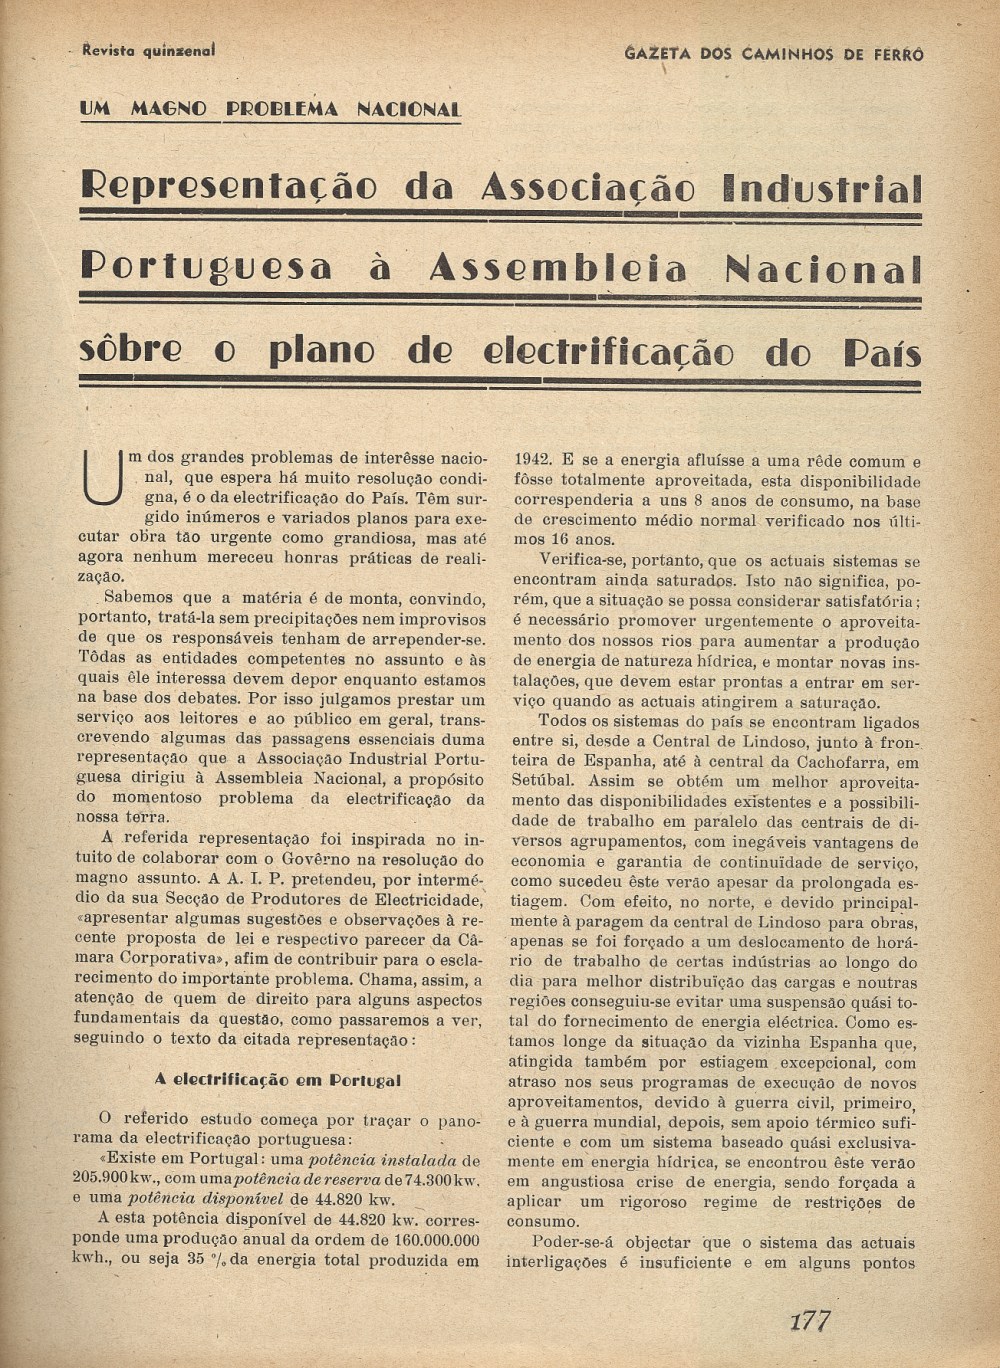 Revista quinzenal
GAZETA DOS CAMINHOS DE FERRO
UM MAGNO PROBLEMA NACIONAL
Representação da Associação Industrial
Portuguesa à Assembleia Nacional
sôbre o plano de electrificação do País
Um dos grandes problemas de interêsse nacio-
nal, que espera há muito resolução condi-
gna, é o da electrificação do País. Têm sur-
gido inúmeros e variados planos para exe-
cutar obra tão urgente como grandiosa, mas até
agora nenhum mereceu honras práticas de reali-
zação.
Sabemos que a matéria é de monta, convindo,
portanto, tratá-la sem precipitações nem improvisos
de que os responsáveis tenham de arrepender-se.
Tôdas as entidades competentes no assunto e às
quais êle interessa devem depor enquanto estamos
na base dos debates. Por isso julgamos prestar um
serviço aos leitores e ao público em geral, trans-
crevendo algumas das passagens essenciais duma
representação que a Associação Industrial Portu-
guesa dirigiu à Assembleia Nacional, a propósito
do momentoso problema da electrificação da
nossa terra.
A referida representação foi inspirada no in-
tuito de colaborar com o Govêrno na resolução do
magno assunto. A A. I. P. pretendeu, por intermé-
dio da sua Secção de Produtores de Electricidade,
«apresentar algumas sugestões e observações à re-
cente proposta de lei e respectivo parecer da Câ-
mara Corporativa», afim de contribuir para o escla-
recimento do importante problema. Chama, assim, a
atenção de quem de direito para alguns aspectos
fundamentais da questão, como passaremos a ver,
seguindo o texto da citada representação:
A electrificação em Portugal
O referido estudo começa por traçar o pano-
rama da electrificação portuguesa:
«Existe em Portugal: uma potência instalada de
205.900 kw., com uma potência de reserva de 74.300 kw.
e uma potência disponível de 44.820 kw.
A esta potência disponível de 44.820 kw. corres-
ponde uma produção anual da ordem de 160.000.000
kwh., ou seja 35 % da energia total produzida em
1942. E se a energia afluísse a uma rêde comum e
fôsse totalmente aproveitada, esta disponibilidade
corresponderia a uns 8 anos de consumo, na base
de crescimento médio normal verificado nos últi-
mos 16 anos.
Verifica-se, portanto, que os actuais sistemas se
encontram ainda saturados. Isto não significa, po-
rém, que a situação se possa considerar satisfatória;
é necessário promover urgentemente o aproveita-
mento dos nossos rios para aumentar a produção
de energia de natureza hídrica, e montar novas ins-
talações, que devem estar prontas a entrar em ser-
viço quando as actuais atingirem a saturação.
Todos os sistemas do país se encontram ligados
entre si, desde a Central de Lindoso, junto à fron-
teira de Espanha, até à central da Cachofarra, em
Setúbal. Assim se obtém um melhor aproveita-
mento das disponibilidades existentes e a possibili-
dade de trabalho em paralelo das centrais de di-
versos agrupamentos, com inegáveis vantagens de
economia e garantia de continuïdade de serviço,
como sucedeu êste verão apesar da prolongada es-
tiagem. Com efeito, no norte, e devido principal-
mente à paragem da central de Lindoso para obras,
apenas se foi forçado a um deslocamento de horá-
rio de trabalho de certas indústrias ao longo do
dia para melhor distribuïção das cargas e noutras
regiões conseguiu-se evitar uma suspensão quási to-
tal do fornecimento de energia eléctrica. Como es-
tamos longe da situação da vizinha Espanha que,
atingida também por estiagem excepcional, com
atraso nos seus programas de execução de novos
aproveitamentos, devido à guerra civil, primeiro,
e à guerra mundial, depois, sem apoio térmico sufi-
ciente e com um sistema baseado quási exclusiva-
mente em energia hídrica, se encontrou êste verão
em angustiosa crise de energia, sendo forçada a
aplicar um rigoroso regime de restrições de
consumo.
Poder-se-á objectar que o sistema das actuais
interligações é insuficiente e em alguns pontos
177